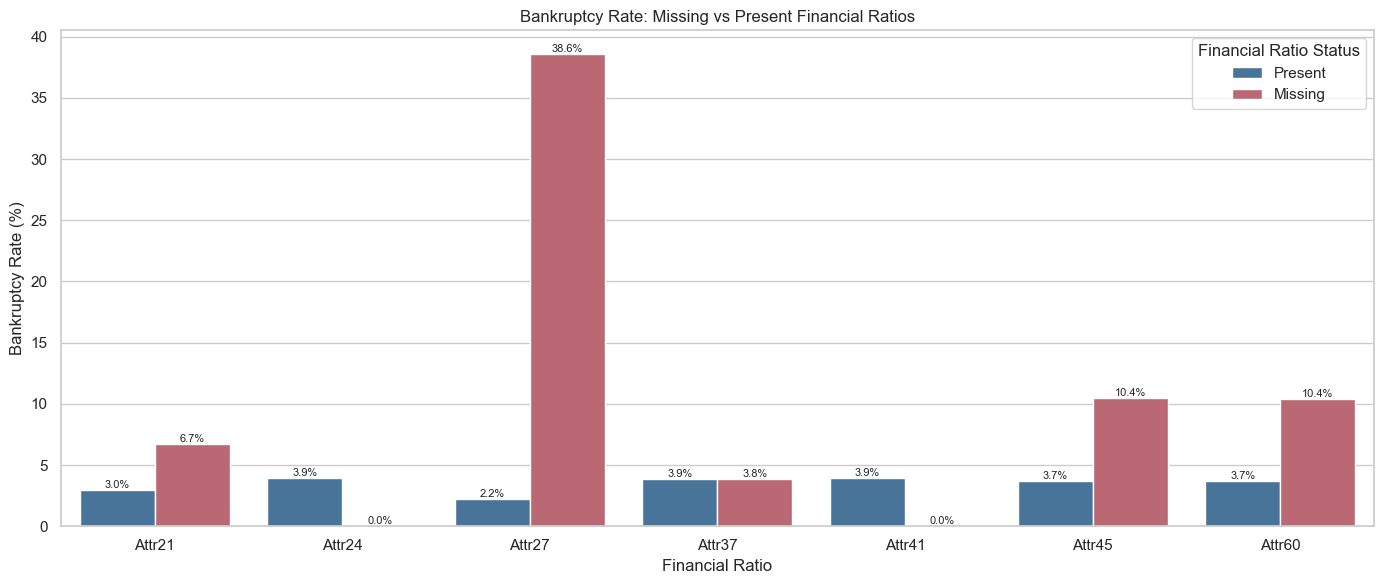 Bankruptcy Rate: Missing vs Present Financial Ratios
Financial Ratio Status
Present
Missing
Bankruptcy Rate (%)
40
35
30
25
20
15
10
5
0
3.0%
6.7%
3.9%
0.0%
2.2%
38.6%
3.9%
3.8%
3.9%
0.0%
3.7%
10.4%
3.7%
10.4%
Attr21
Attr24
Attr27
Attr37
Attr41
Attr45
Attr60
Financial Ratio